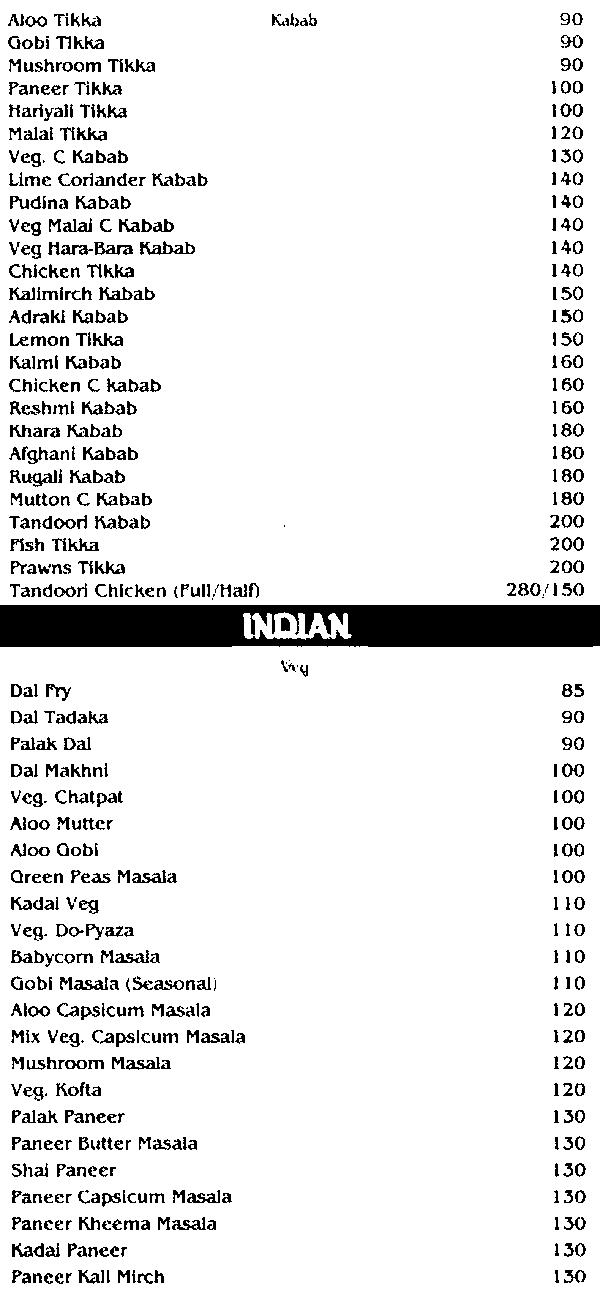 Aloo Tikka Kabab 90
Gobi Tikka 90
Mushroom Tikka 90
Paneer Tikka 100
Hariyali Tikka 100
Malai Tikka 120
Veg. C Kabab 130
Lime Coriander Kabab 140
Pudina Kabab 140
Veg Malai C Kabab 140
Veg Hara-Bara Kabab 140
Chicken Tikka 140
Kalimirch Kabab 150
Adraki Kabab 150
Lemon Tikka 150
Kalmi Kabab 160
Chicken C kabab 160
Reshmi Kabab 160
Khara Kabab 180
Afghani Kabab 180
Rugali Kabab 180
Mutton C Kabab 180
Tandoori Kabab 200
Fish Tikka 200
Prawns Tikka 200
Tandoori Chicken (Full/Half) 280/150
INDIAN
Veg
Dal Fry 85
Dal Tadaka 90
Palak Dal 90
Dal Makhni 100
Veg. Chatpat 100
Aloo Mutter 100
Aloo Gobi 100
Green Peas Masala 100
Kadai Veg 110
Veg. Do-Pyaza 110
Babycorn Masala 110
Gobi Masala (Seasonal) 110
Aloo Capsicum Masala 120
Mix Veg. Capsicum Masala 120
Mushroom Masala 120
Veg. Kofta 120
Palak Paneer 130
Paneer Butter Masala 130
Shai Paneer 130
Paneer Capsicum Masala 130
Paneer Kheema Masala 130
Kadai Paneer 130
Paneer Kali Mirch 130